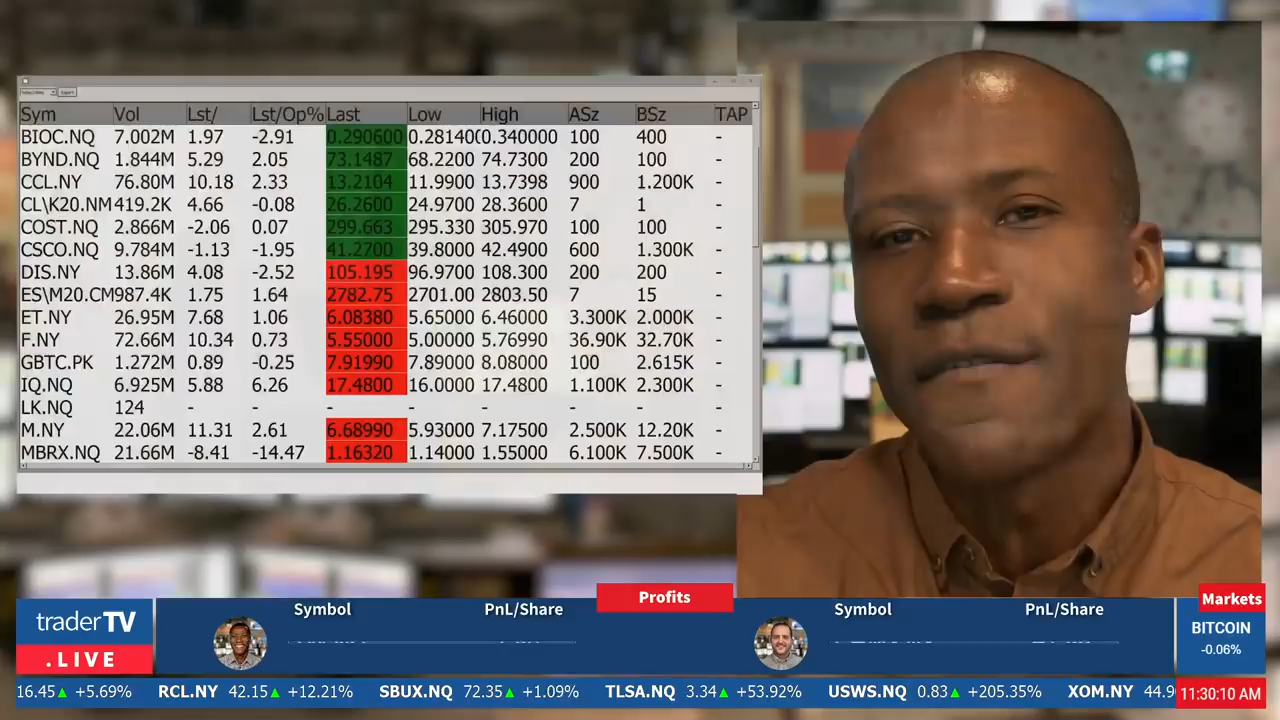 Sym Vol Lst/ Lst/Op% Last Low High ASz BSz TAP
BIOC.NQ 7.002M 1.97 -2.91 0.290600 0.281400 0.340000 100 400 -
BYND.NQ 1.844M 5.29 2.05 73.1487 68.2200 74.7300 200 100 -
CCL.NY 76.80M 10.18 2.33 13.2104 11.9900 13.7398 900 1.200K -
CL\K20.NM 419.2K 4.66 -0.08 26.2600 24.9700 28.3600 7 1 -
COST.NQ 2.866M -2.06 0.07 299.663 295.330 305.970 100 100 -
CSCO.NQ 9.784M -1.13 -1.95 41.2700 39.8000 42.4900 600 1.300K -
DIS.NY 13.86M 4.08 -2.52 105.195 96.9700 108.300 200 200 -
ES\M20.CM 987.4K 1.75 1.64 2782.75 2701.00 2803.50 7 15 -
ET.NY 26.95M 7.68 1.06 6.08380 5.65000 6.46000 3.300K 2.000K -
F.NY 72.66M 10.34 0.73 5.55000 5.00000 5.76990 36.90K 32.70K -
GBTC.PK 1.272M 0.89 -0.25 7.91990 7.89000 8.08000 100 2.615K -
IQ.NQ 6.925M 5.88 6.26 17.4800 16.0000 17.4800 1.100K 2.300K -
LK.NQ 124 - - - - - - - -
M.NY 22.06M 11.31 2.61 6.68990 5.93000 7.17500 2.500K 12.20K -
MBRX.NQ 21.66M -8.41 -14.47 1.16320 1.14000 1.55000 6.100K 7.500K -
Profits
Markets
traderTV
.LIVE
Symbol PnL/Share
Symbol PnL/Share
BITCOIN
-0.06%
16.45▲ +5.69% RCL.NY 42.15▲ +12.21% SBUX.NQ 72.35▲ +1.09% TLSA.NQ 3.34▲ +53.92% USWS.NQ 0.83▲ +205.35% XOM.NY 44.9
11:30:10 AM